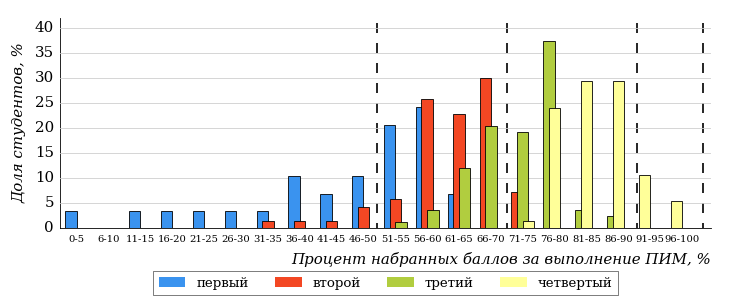 Доля студентов, %
40
35
30
25
20
15
10
5
0
0-5 6-10 11-15 16-20 21-25 26-30 31-35 36-40 41-45 46-50 51-55 56-60 61-65 66-70 71-75 76-80 81-85 86-90 91-95 96-100
Процент набранных баллов за выполнение ПИМ, %
первый второй третий четвертый